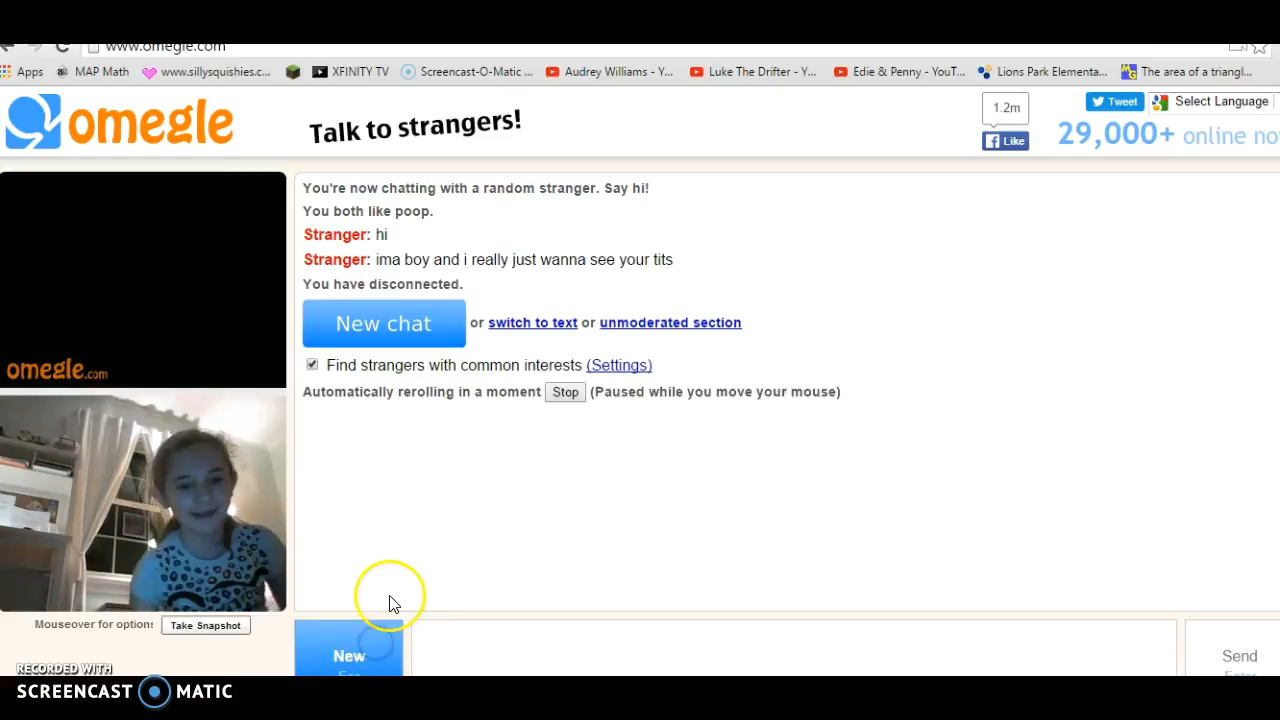 www.omegle.com
Apps MAP Math www.sillysquishies.c... XFINITY TV Screencast-O-Matic ... Audrey Williams - Y... Luke The Drifter - Y... Edie & Penny - YouT... Lions Park Elementa... The area of a triangl...
omegle Talk to strangers! 1.2m Like Tweet Select Language
29,000+ online no
You're now chatting with a random stranger. Say hi!
You both like poop.
Stranger: hi
Stranger: ima boy and i really just wanna see your tits
You have disconnected.
New chat or switch to text or unmoderated section
Find strangers with common interests (Settings)
Automatically rerolling in a moment Stop (Paused while you move your mouse)
omegle.com
Mouseover for options Take Snapshot
New
Esc
Send
Enter
RECORDED WITH
SCREENCAST MATIC